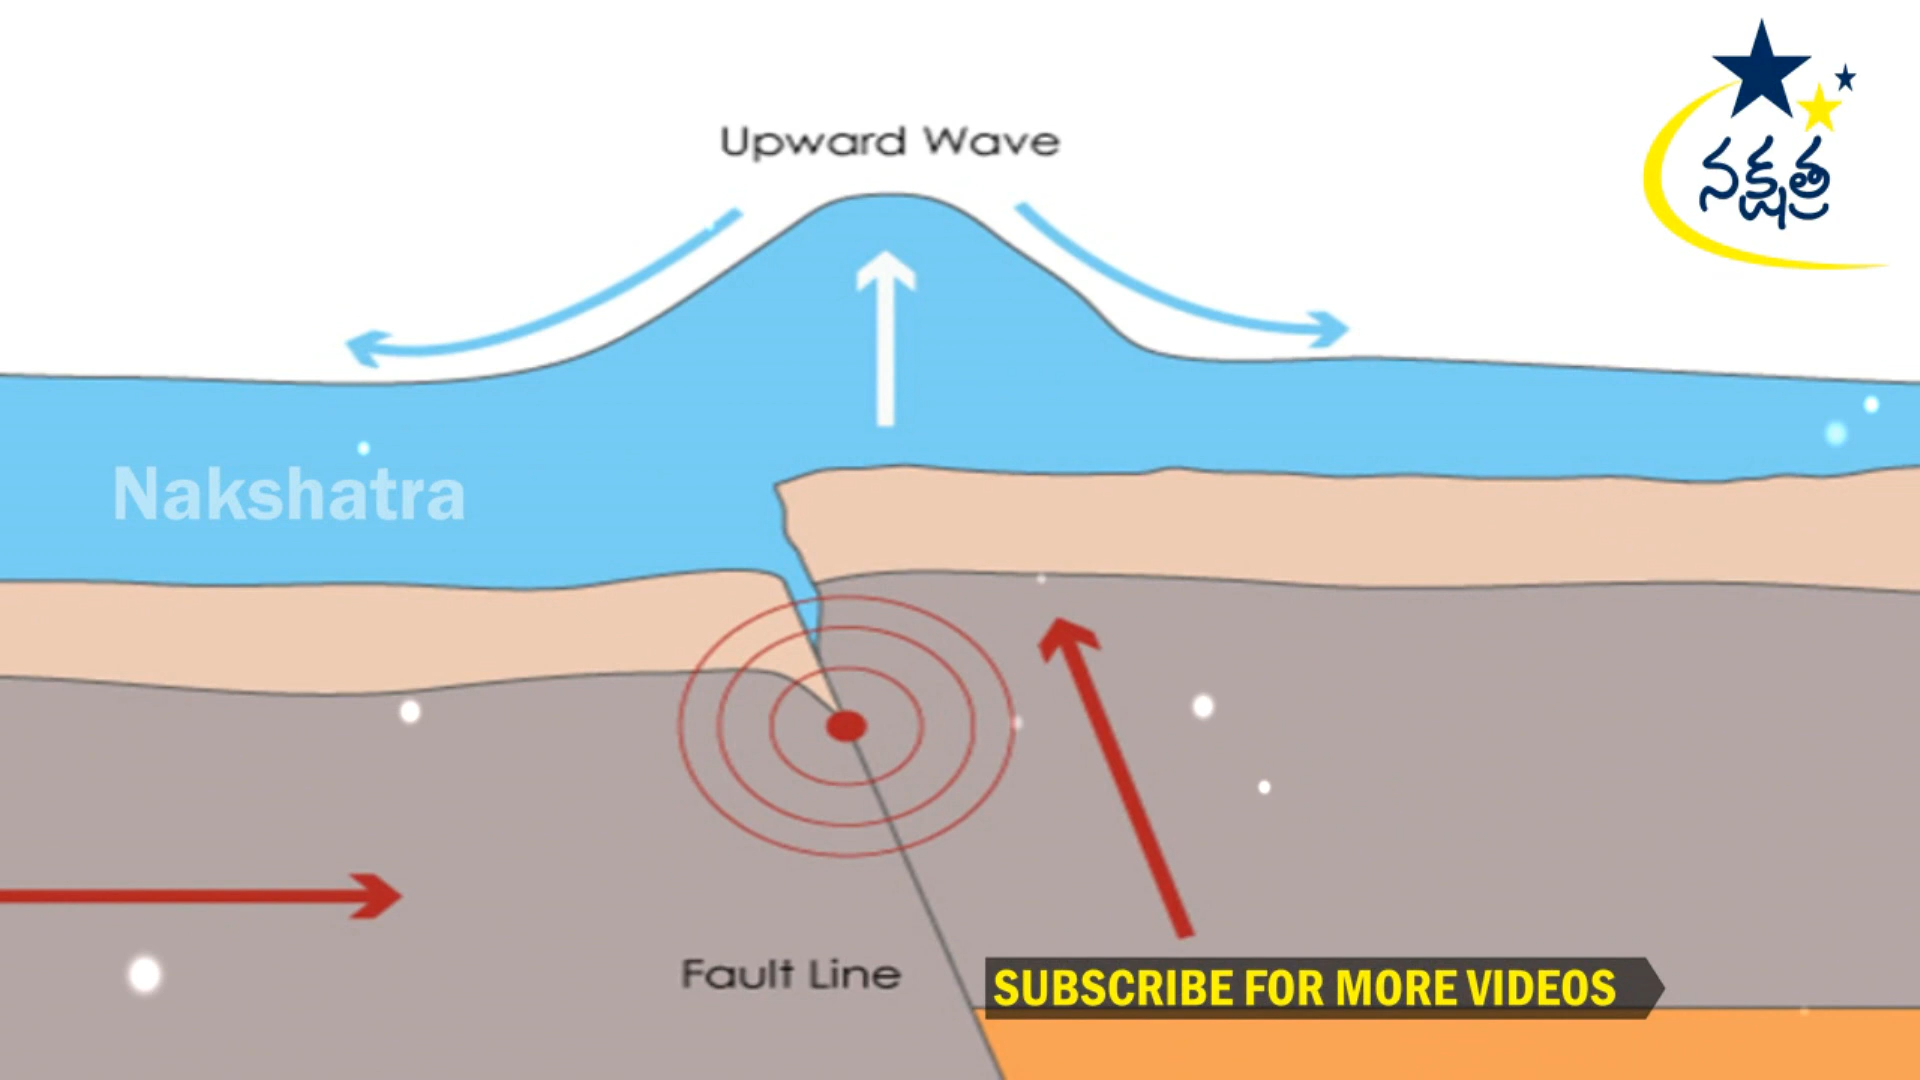 Upward Wave
నక్షత్ర
Nakshatra
Fault Line
SUBSCRIBE FOR MORE VIDEOS